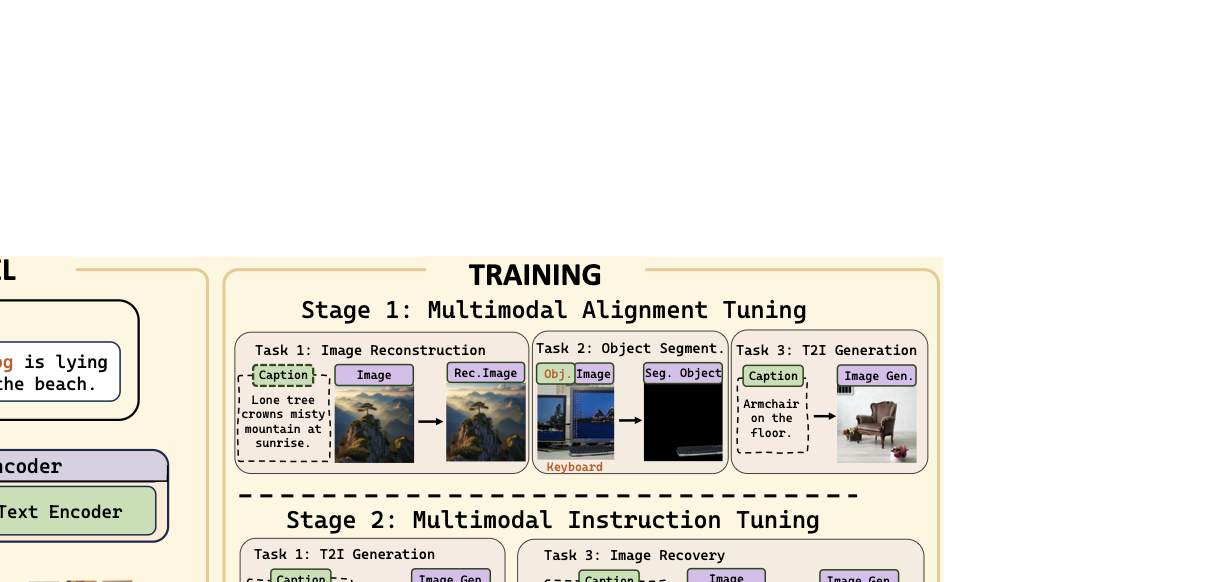 is lying
the beach.
Text Encoder
TRAINING
Stage 1: Multimodal Alignment Tuning
Task 1: Image Reconstruction
Caption
Lone tree
crowns misty
mountain at
sunrise.
Image
Rec.Image
Task 2: Object Segment.
Obj.
Image
Seg. Object
Keyboard
Task 3: T2I Generation
Caption
Armchair
on the
floor.
Image Gen.
Stage 2: Multimodal Instruction Tuning
Task 1: T2I Generation
Caption
Image Gen
Task 3: Image Recovery
Caption
Image
Image Gen